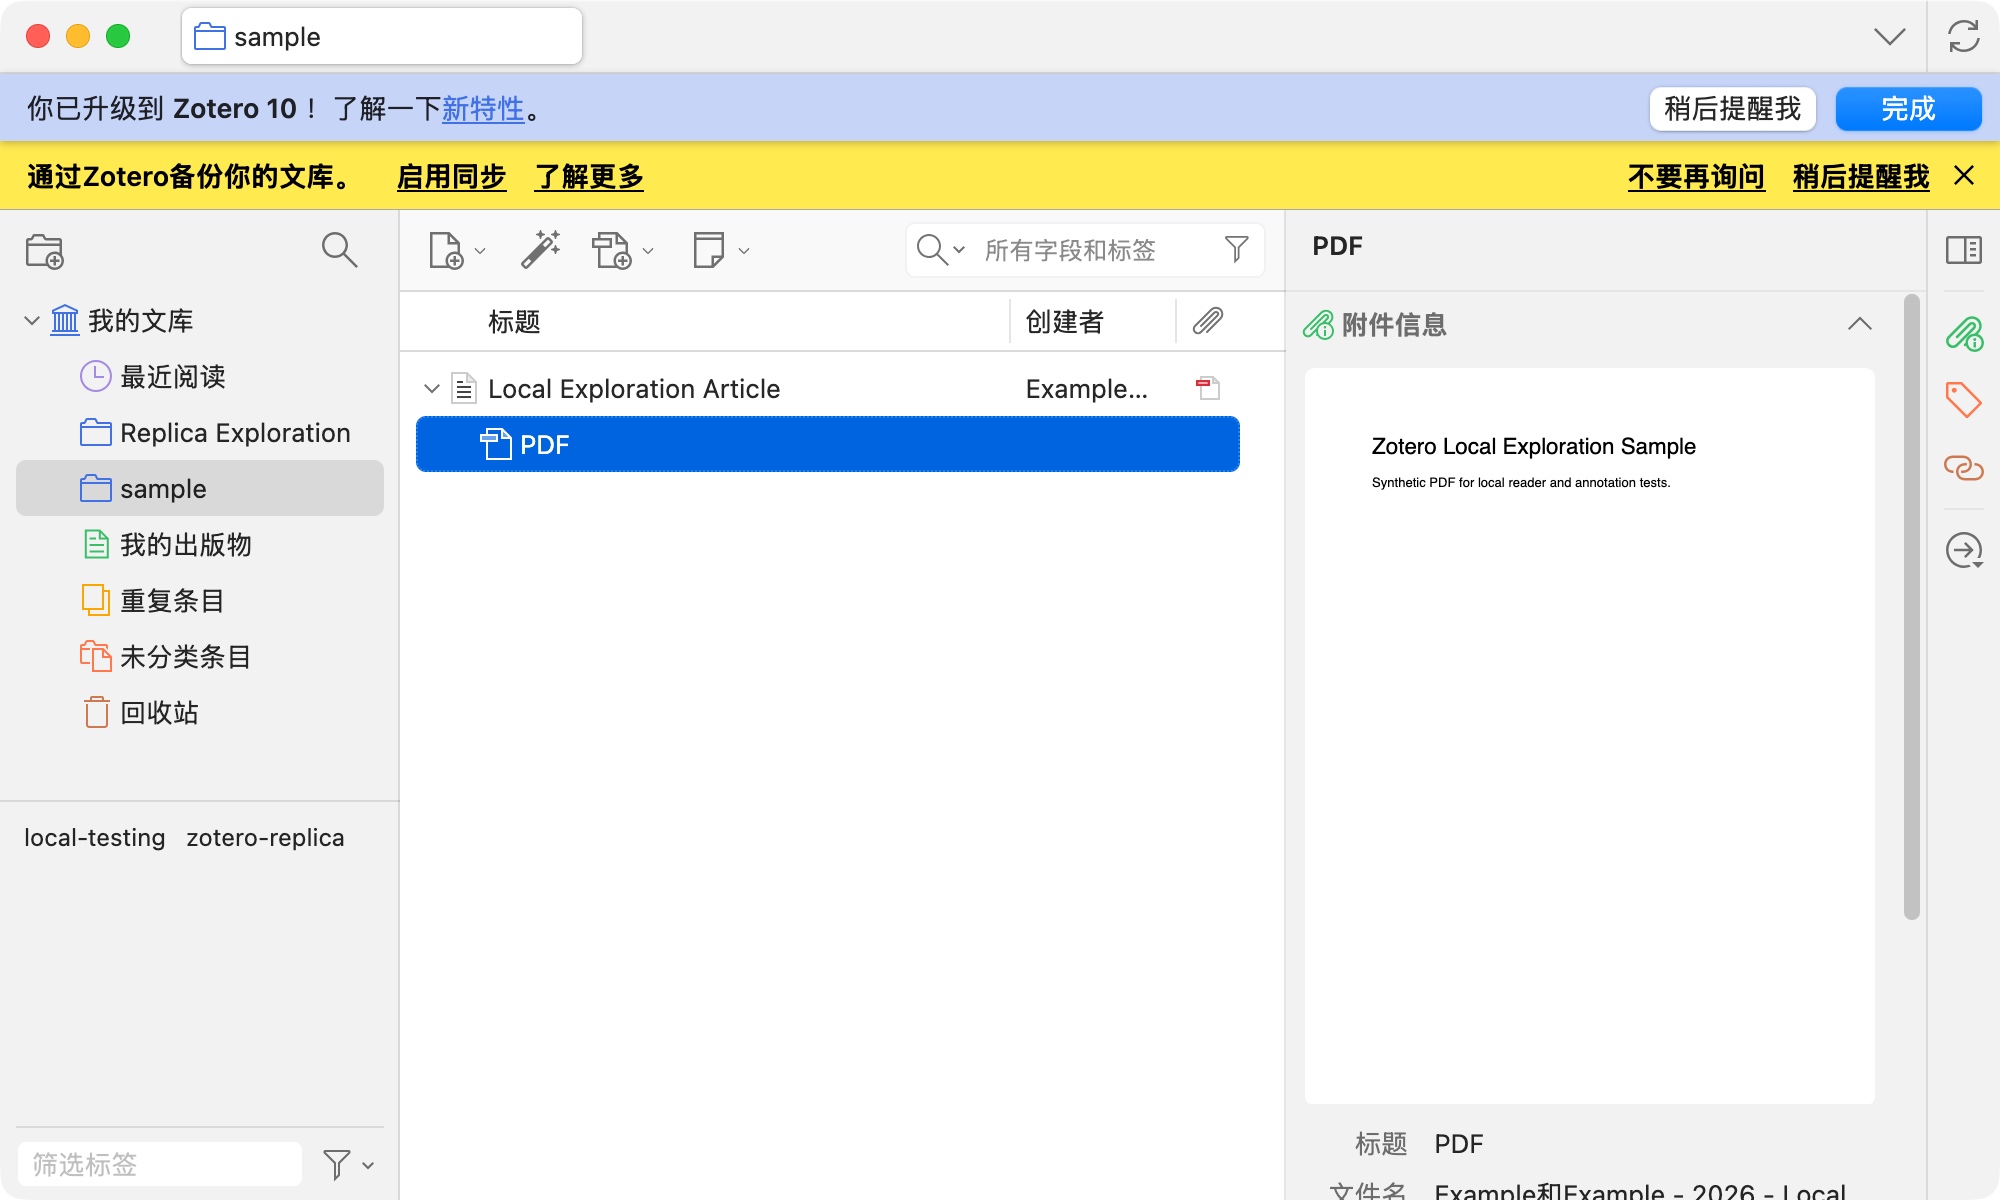 sample
你已升级到 Zotero 10！了解一下新特性。
稍后提醒我
完成
通过Zotero备份你的文库。 启用同步 了解更多
不要再询问 稍后提醒我
我的文库
最近阅读
Replica Exploration
sample
我的出版物
重复条目
未分类条目
回收站
local-testing zotero-replica
筛选标签
所有字段和标签
标题 创建者
Local Exploration Article Example...
PDF
PDF
附件信息
Zotero Local Exploration Sample
Synthetic PDF for local reader and annotation tests.
标题 PDF
文件名 Example和Example - 2026 - Local